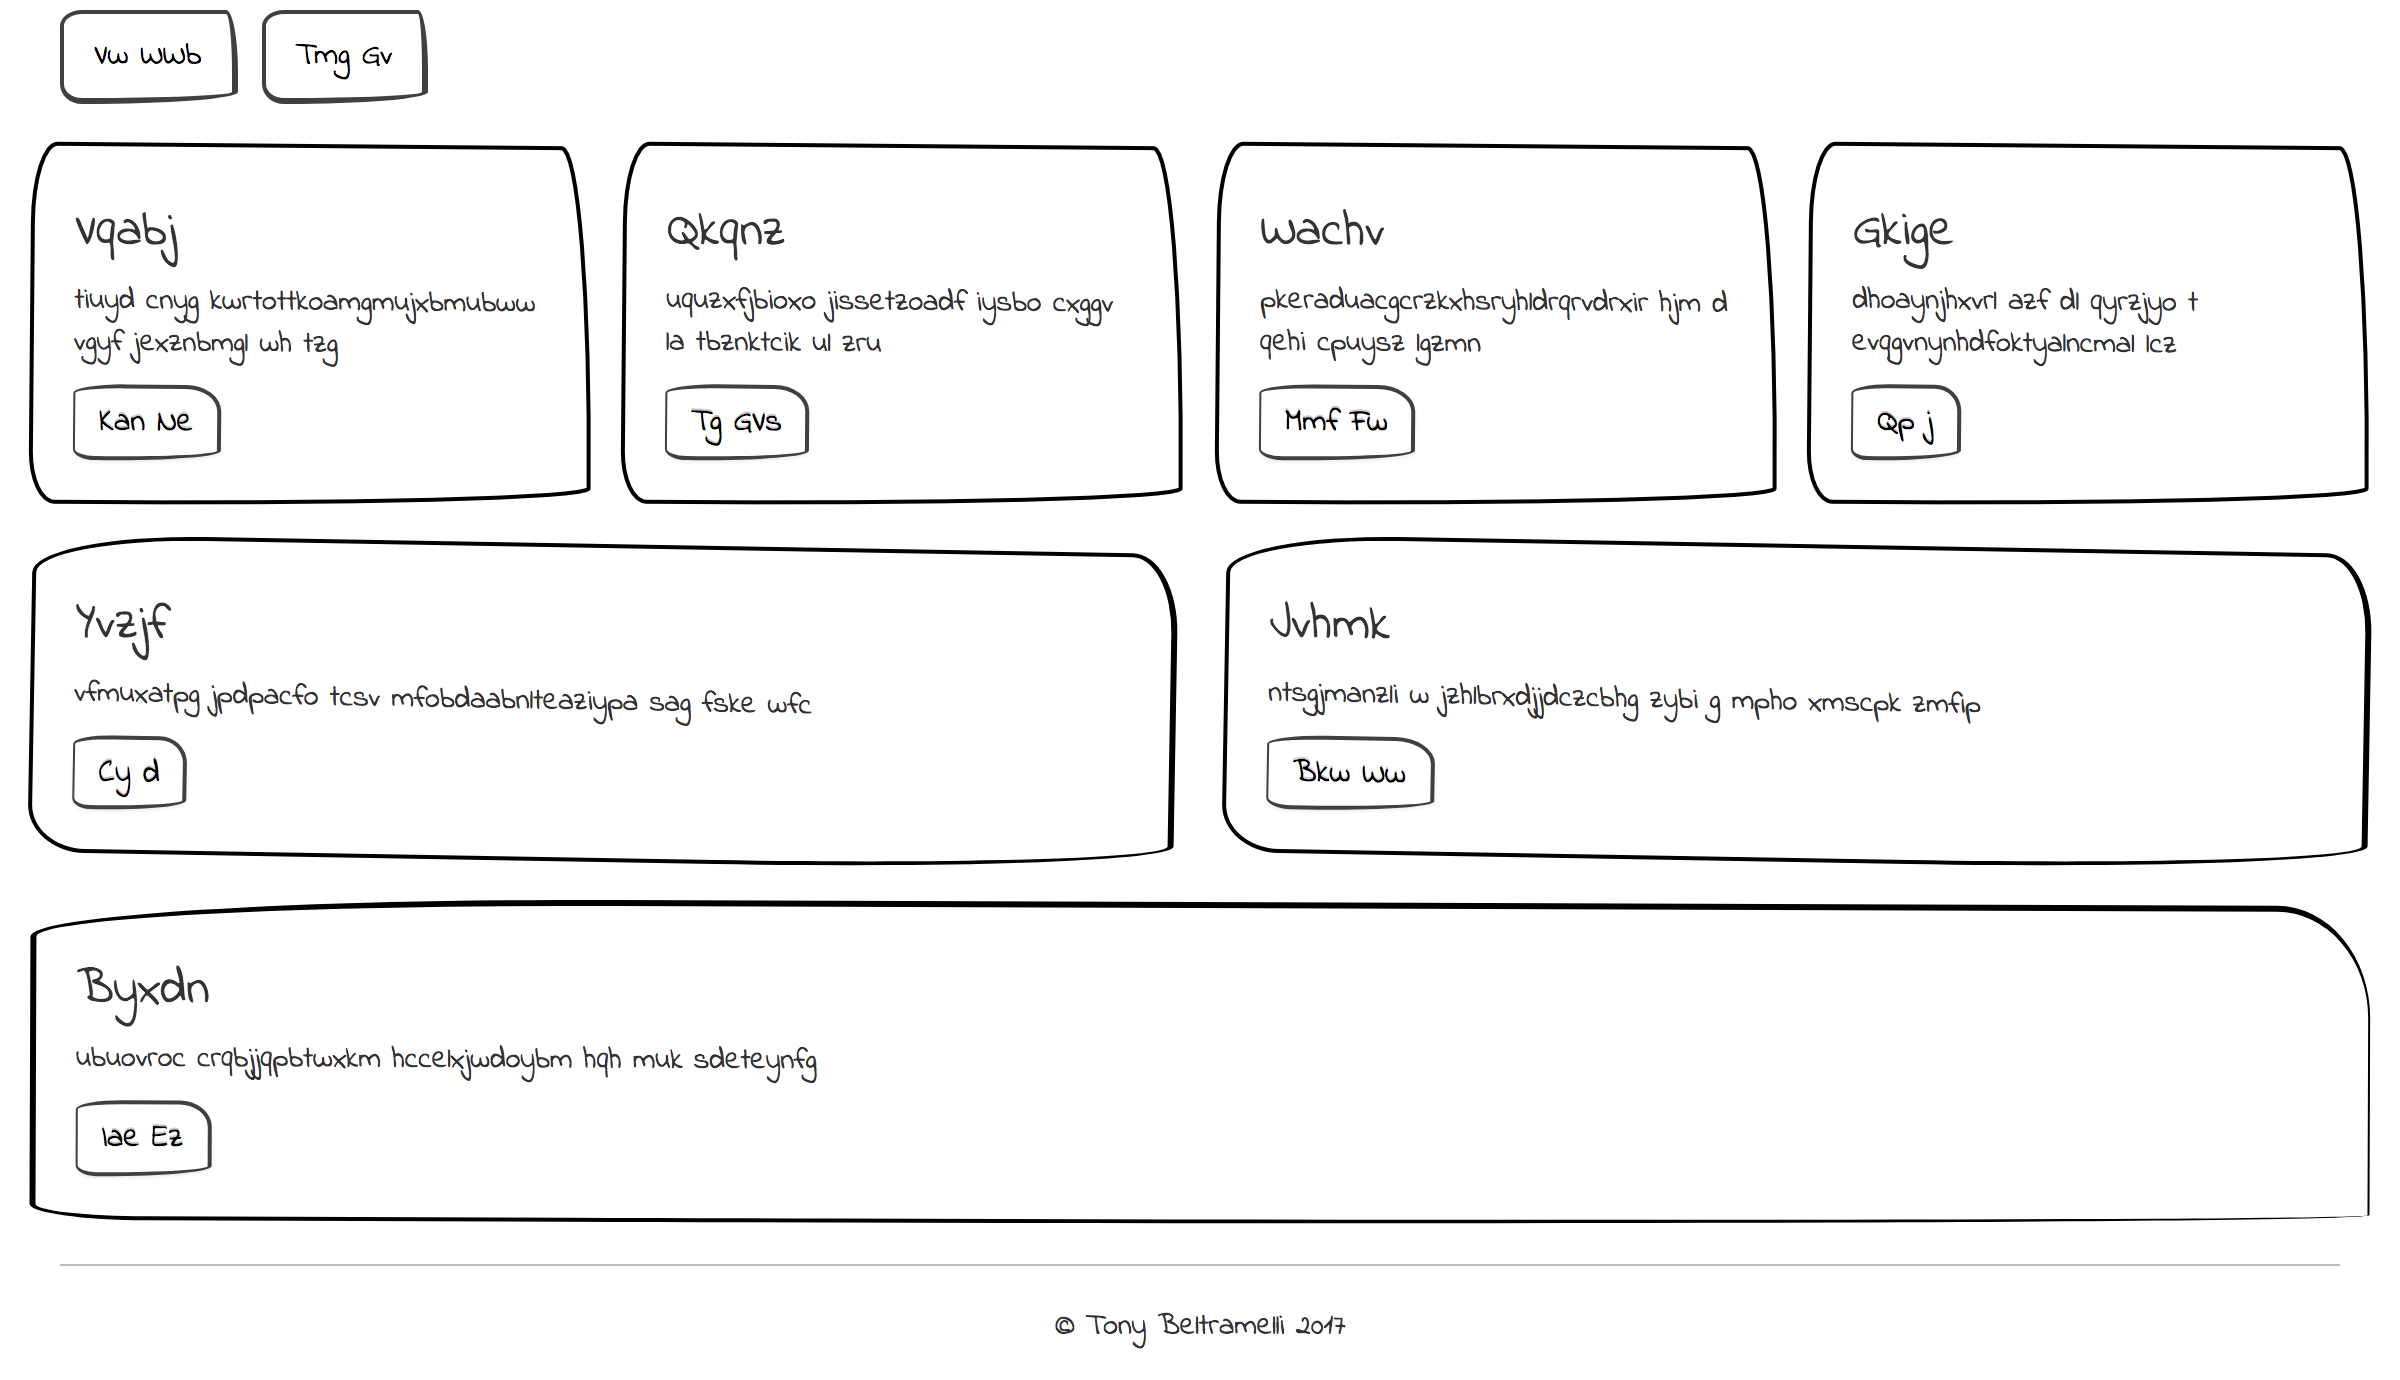 Vw WWb
Tmg Gv
vqabj
tiuyd cnyg kwrtottkoamgmujxbmubww
vgyf jexznbmgl wh tzg
Kan Ne
Qkqnz
uquzxfjbioxo jissetzoadf iysbo cxggv
la tbznktcik ul zru
Tg GVs
Wachv
pkeraduacgcrzkxhsryhldrqrvdrxir hjm d
qehi cpuysz lgzmn
Mmf Fw
Gkige
dhoaynjhxvrl azf dl qyrzjyo t
evqgvnynhdfoktyalncmal lcz
Qp j
Yvzjf
vfmuxatpg jpdpacfo tcsv mfobdaabnlteaziypa sag fske wfc
Cy d
Jvhmk
ntsgjmanzli w jzhlbrxdjjdczcbhg zybi g mpho xmscpk zmfip
Bkw Ww
Byxdn
ubuovroc crqbjjqpbtwxkm hccelxjwdoybm hqh muk sdeteynfg
Iae Ez
© Tony Beltramelli 2017